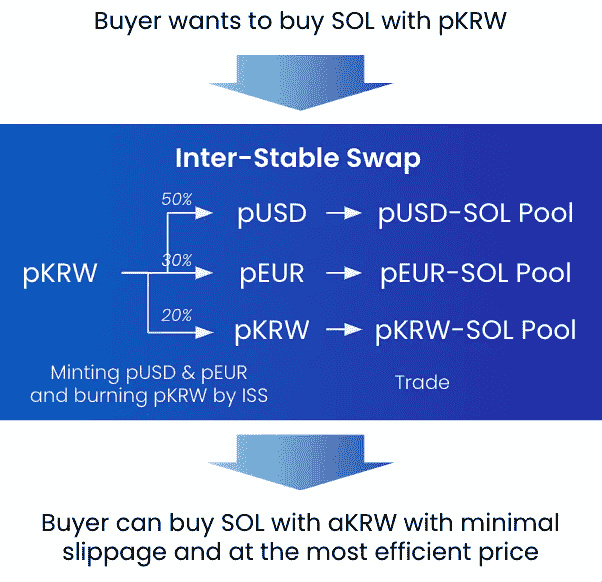 Buyer wants to buy SOL with pKRW
Inter-Stable Swap
50%
pUSD
pUSD-SOL Pool
pKRW
30%
pEUR
pEUR-SOL Pool
20%
pKRW
pKRW-SOL Pool
Minting pUSD & pEUR
and burning pKRW by ISS
Trade
Buyer can buy SOL with aKRW with minimal
slippage and at the most efficient price